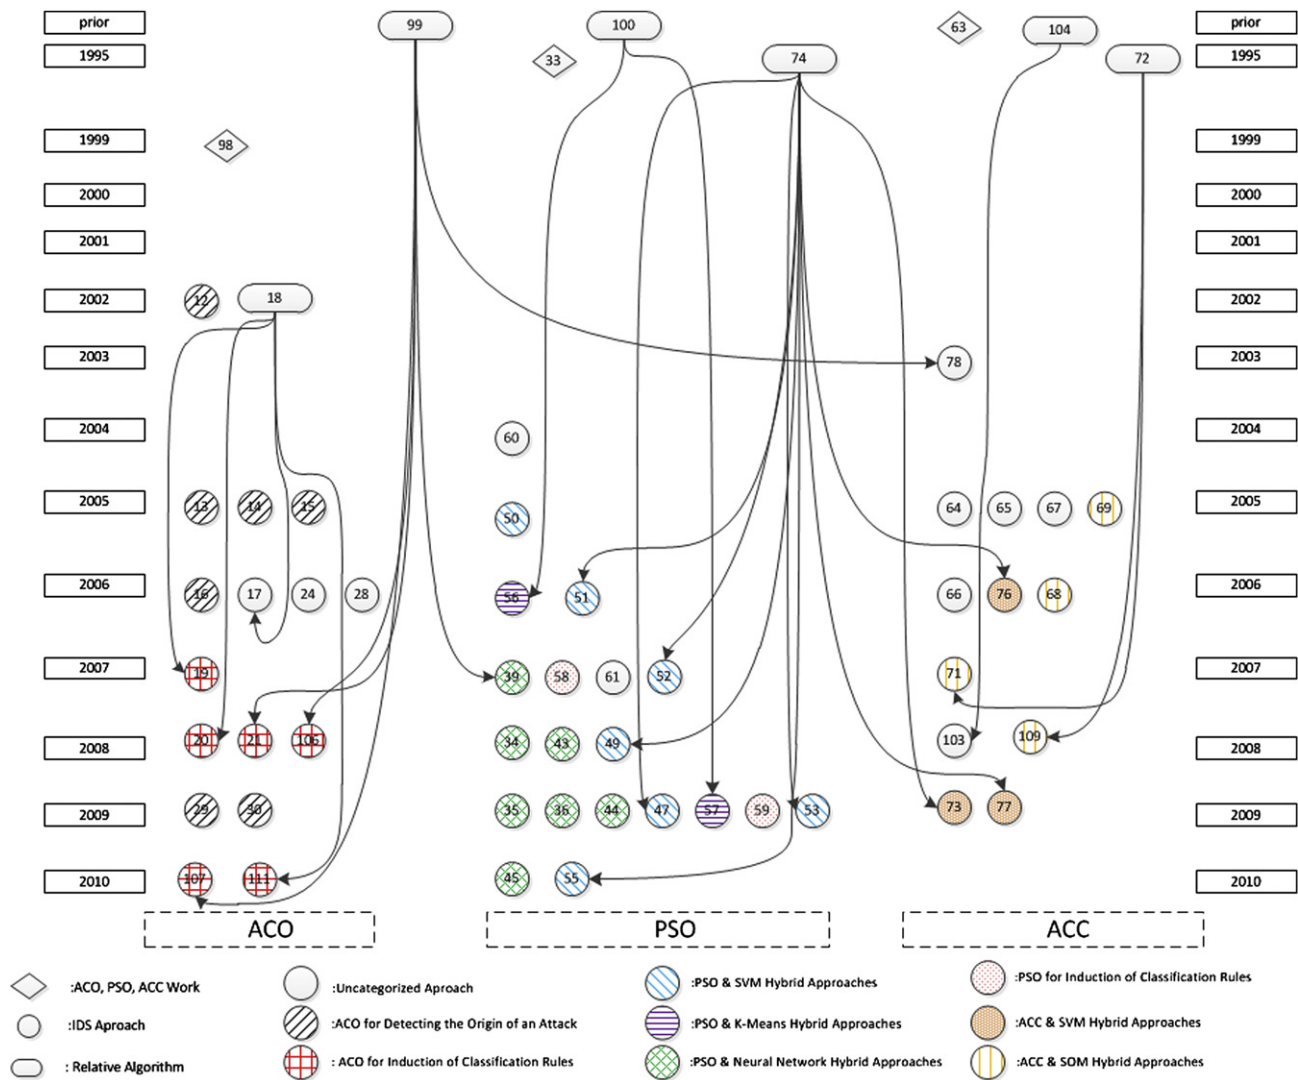 prior 99 100 63 104 prior
1995 33 74 72 1995
1999 98 1999
2000 2000
2001 2001
2002 12 18 2002
2003 78 2003
2004 60 2004
2005 13 14 15 50 64 65 67 69 2005
2006 16 17 24 28 56 51 66 76 68 2006
2007 19 39 58 61 52 71 2007
2008 20 21 106 34 43 49 103 109 2008
2009 29 30 35 36 44 47 57 59 53 73 77 2009
2010 107 111 45 55 2010
ACO PSO ACC
:ACO, PSO, ACC Work :Uncategorized Aproach :PSO & SVM Hybrid Approaches :PSO for Induction of Classification Rules
:IDS Aproach :ACO for Detecting the Origin of an Attack :PSO & K-Means Hybrid Approaches :ACC & SVM Hybrid Approaches
: Relative Algorithm : ACO for Induction of Classification Rules :PSO & Neural Network Hybrid Approaches :ACC & SOM Hybrid Approaches